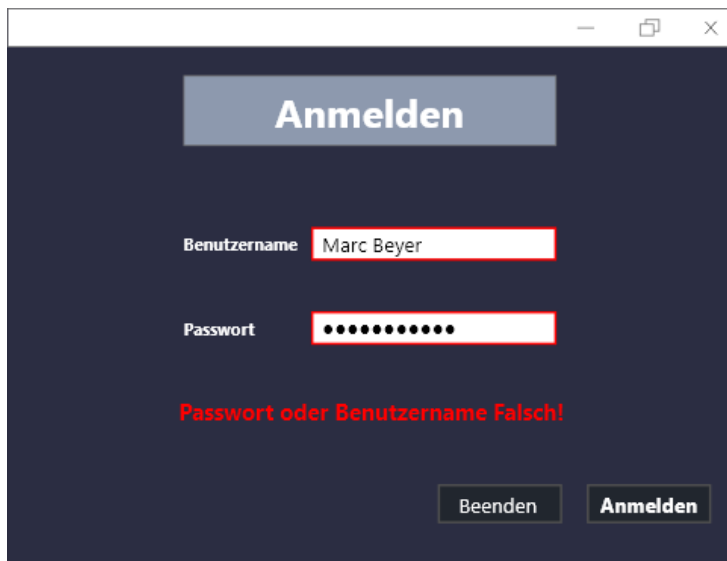 Anmelden
Benutzername Marc Beyer
Passwort •••••••••••
Passwort oder Benutzername Falsch!
Beenden Anmelden